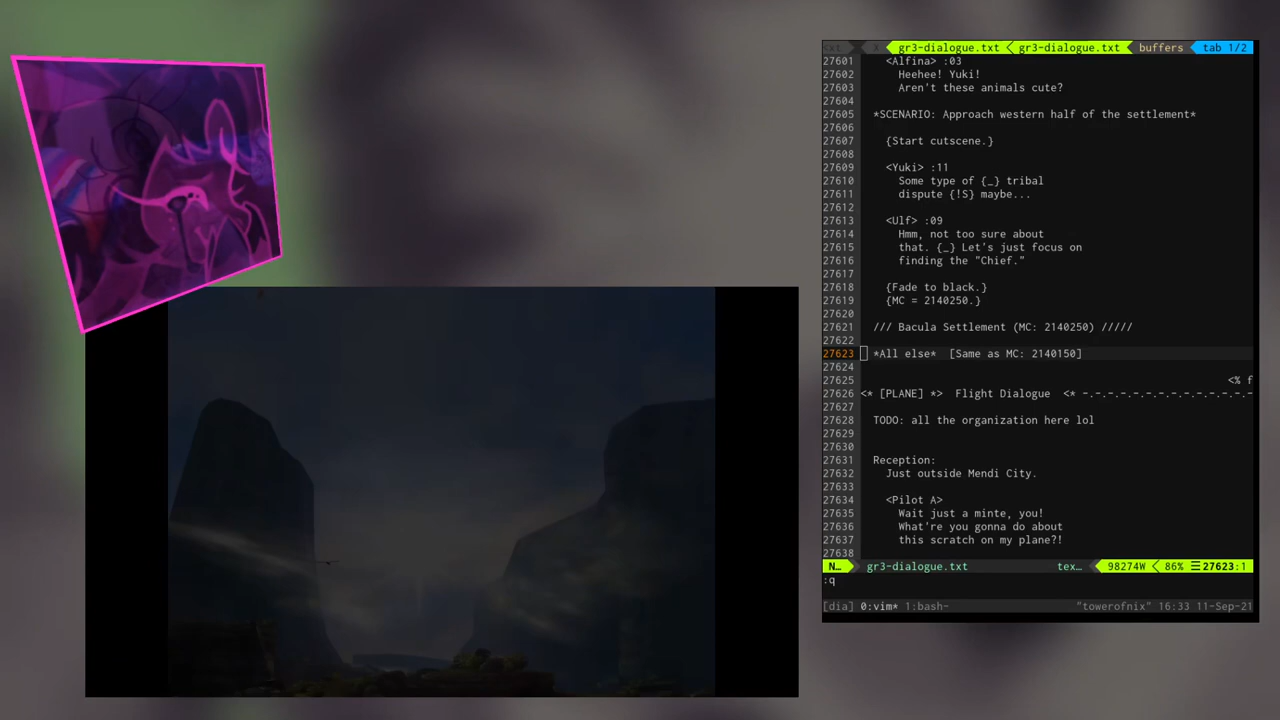 gr3-dialogue.txt gr3-dialogue.txt buffers tab 1/2
27601 <Alfina> :03
27602 Heehee! Yuki!
27603 Aren't these animals cute?
27604
27605 *SCENARIO: Approach western half of the settlement*
27606
27607 {Start cutscene.}
27608
27609 <Yuki> :11
27610 Some type of {_} tribal
27611 dispute {!S} maybe...
27612
27613 <Ulf> :09
27614 Hmm, not too sure about
27615 that. {_} Let's just focus on
27616 finding the "Chief."
27617
27618 {Fade to black.}
27619 {MC = 2140250.}
27620
27621 /// Bacula Settlement (MC: 2140250) /////
27622
27623 *All else* [Same as MC: 2140150]
27624
27625 <% f
27626 <* [PLANE] *> Flight Dialogue <* -.-.-.-.-.-.-.-.-.-.-.-.-.-
27627
27628 TODO: all the organization here lol
27629
27630
27631 Reception:
27632 Just outside Mendi City.
27633
27634 <Pilot A>
27635 Wait just a minte, you!
27636 What're you gonna do about
27637 this scratch on my plane?!
27638
N… gr3-dialogue.txt tex… 98274W 86% ☰27623:1
:q
[dia] 0:vim* 1:bash- "towerofnix" 16:33 11-Sep-21